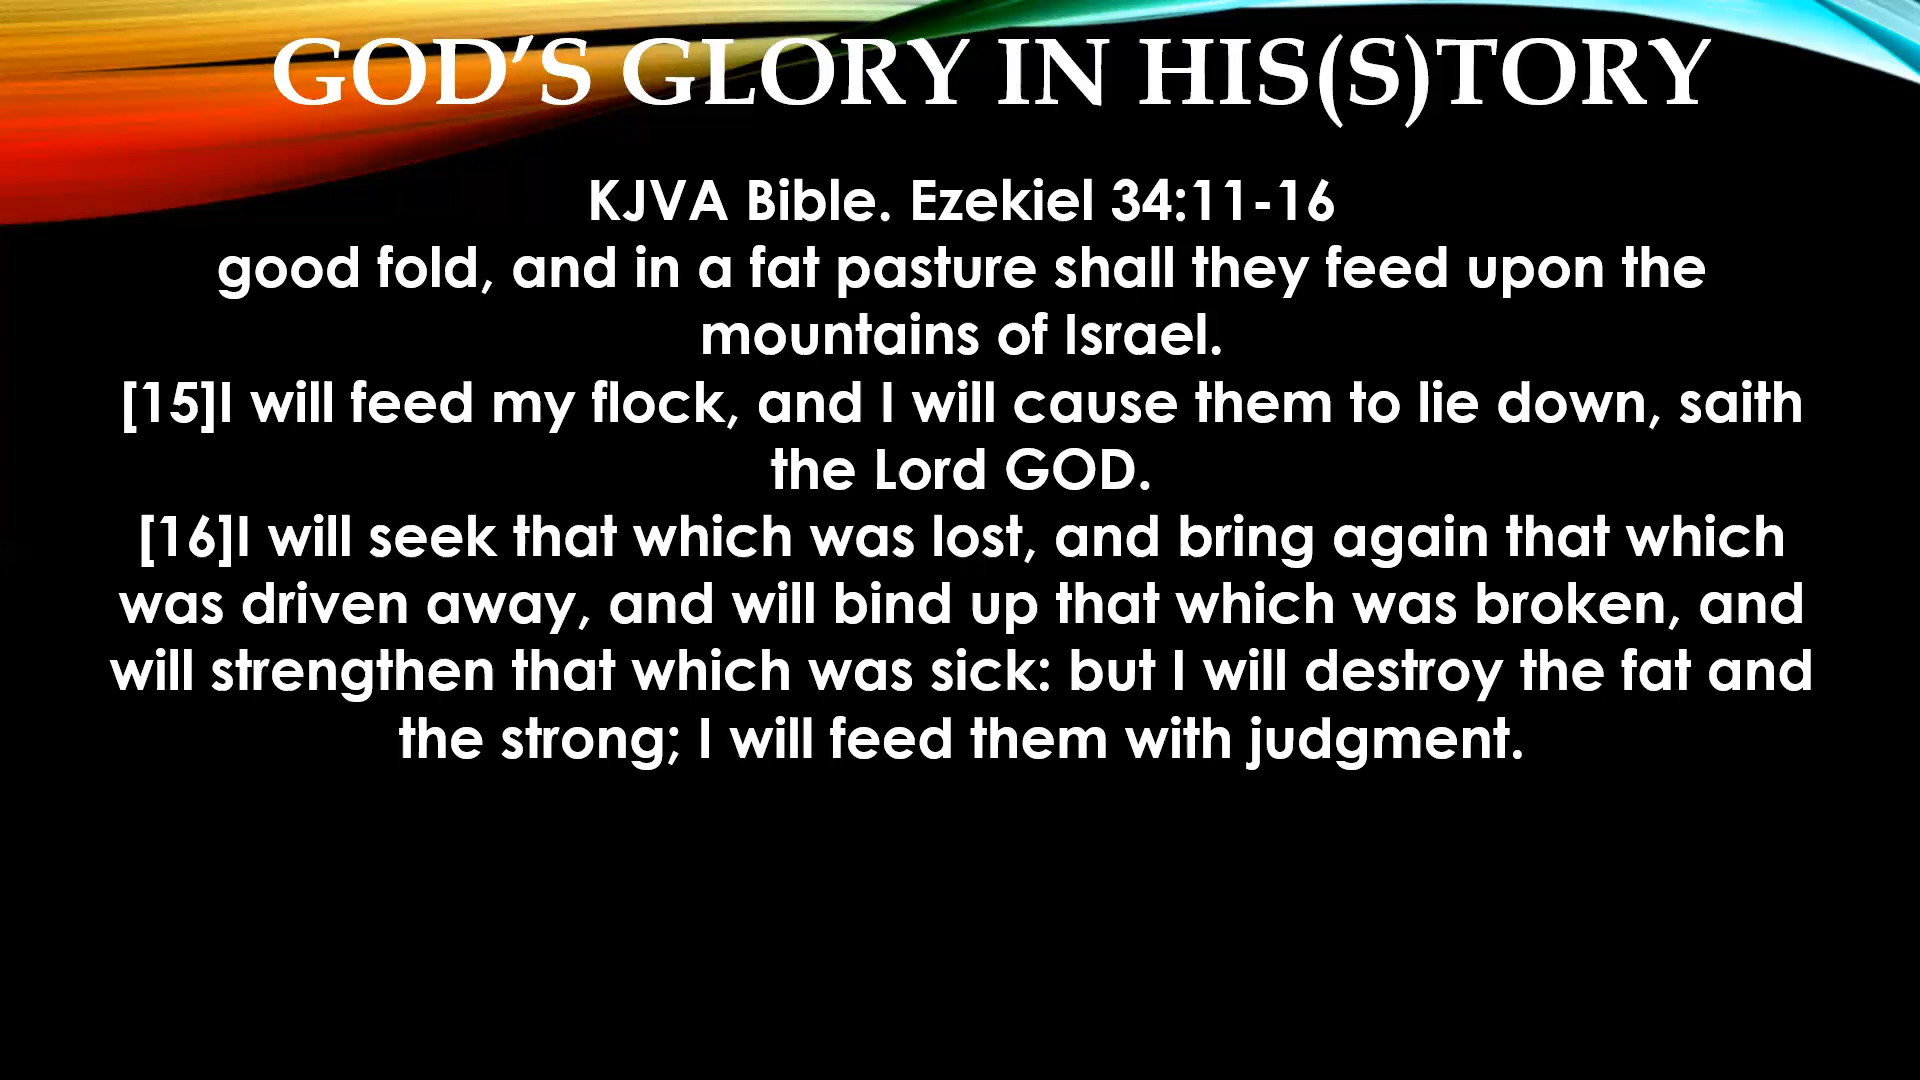 GOD’S GLORY IN HIS(S)TORY
KJVA Bible. Ezekiel 34:11-16
good fold, and in a fat pasture shall they feed upon the
mountains of Israel.
[15]I will feed my flock, and I will cause them to lie down, saith
the Lord GOD.
[16]I will seek that which was lost, and bring again that which
was driven away, and will bind up that which was broken, and
will strengthen that which was sick: but I will destroy the fat and
the strong; I will feed them with judgment.